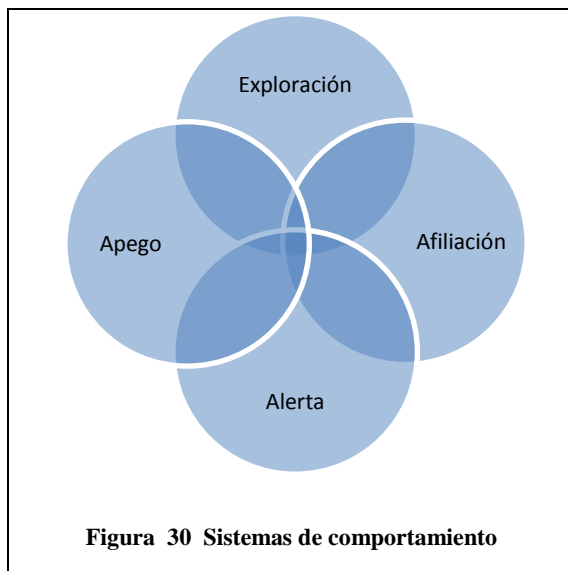 Exploración
Apego
Afiliación
Alerta
Figura 30 Sistemas de comportamiento